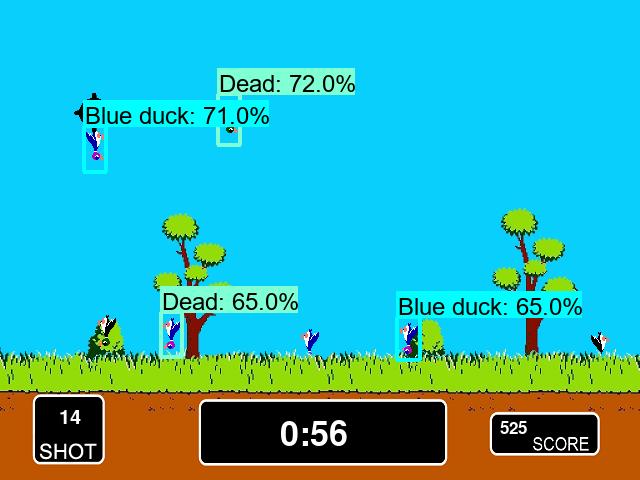 Dead: 72.0%
Blue duck: 71.0%
Dead: 65.0%
Blue duck: 65.0%
14
SHOT
0:56
525
SCORE